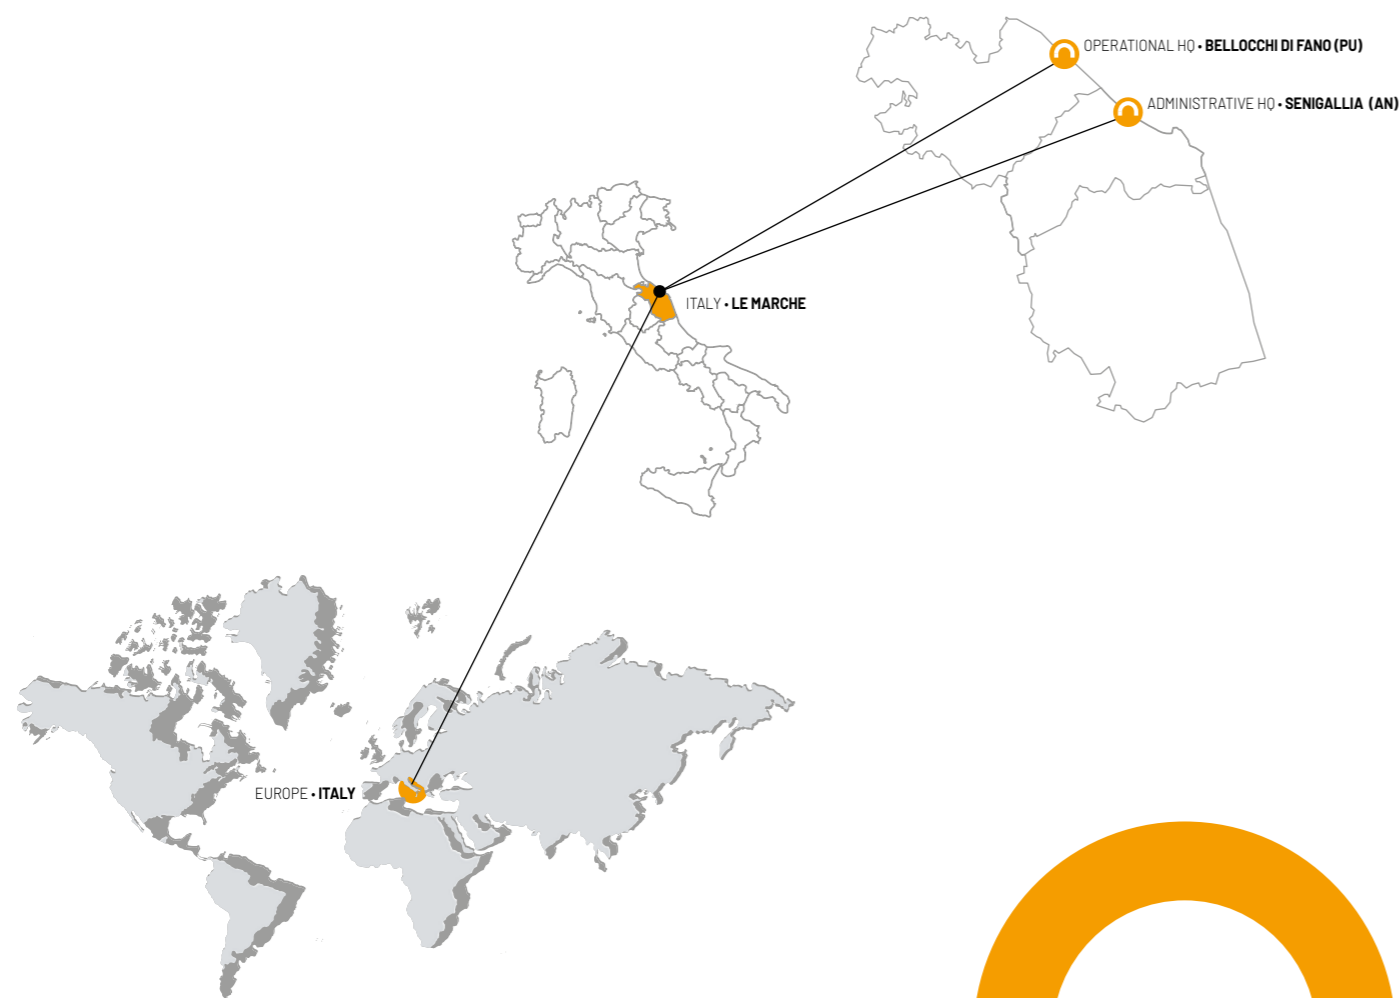 OPERATIONAL HQ • BELLOCCHI DI FANO (PU)
ADMINISTRATIVE HQ • SENIGALLIA (AN)
ITALY • LE MARCHE
EUROPE • ITALY